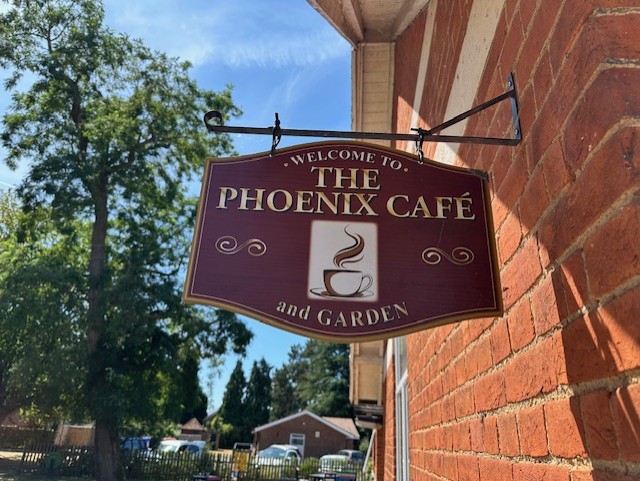 · WELCOME TO ·
THE
PHOENIX CAFÉ
and GARDEN